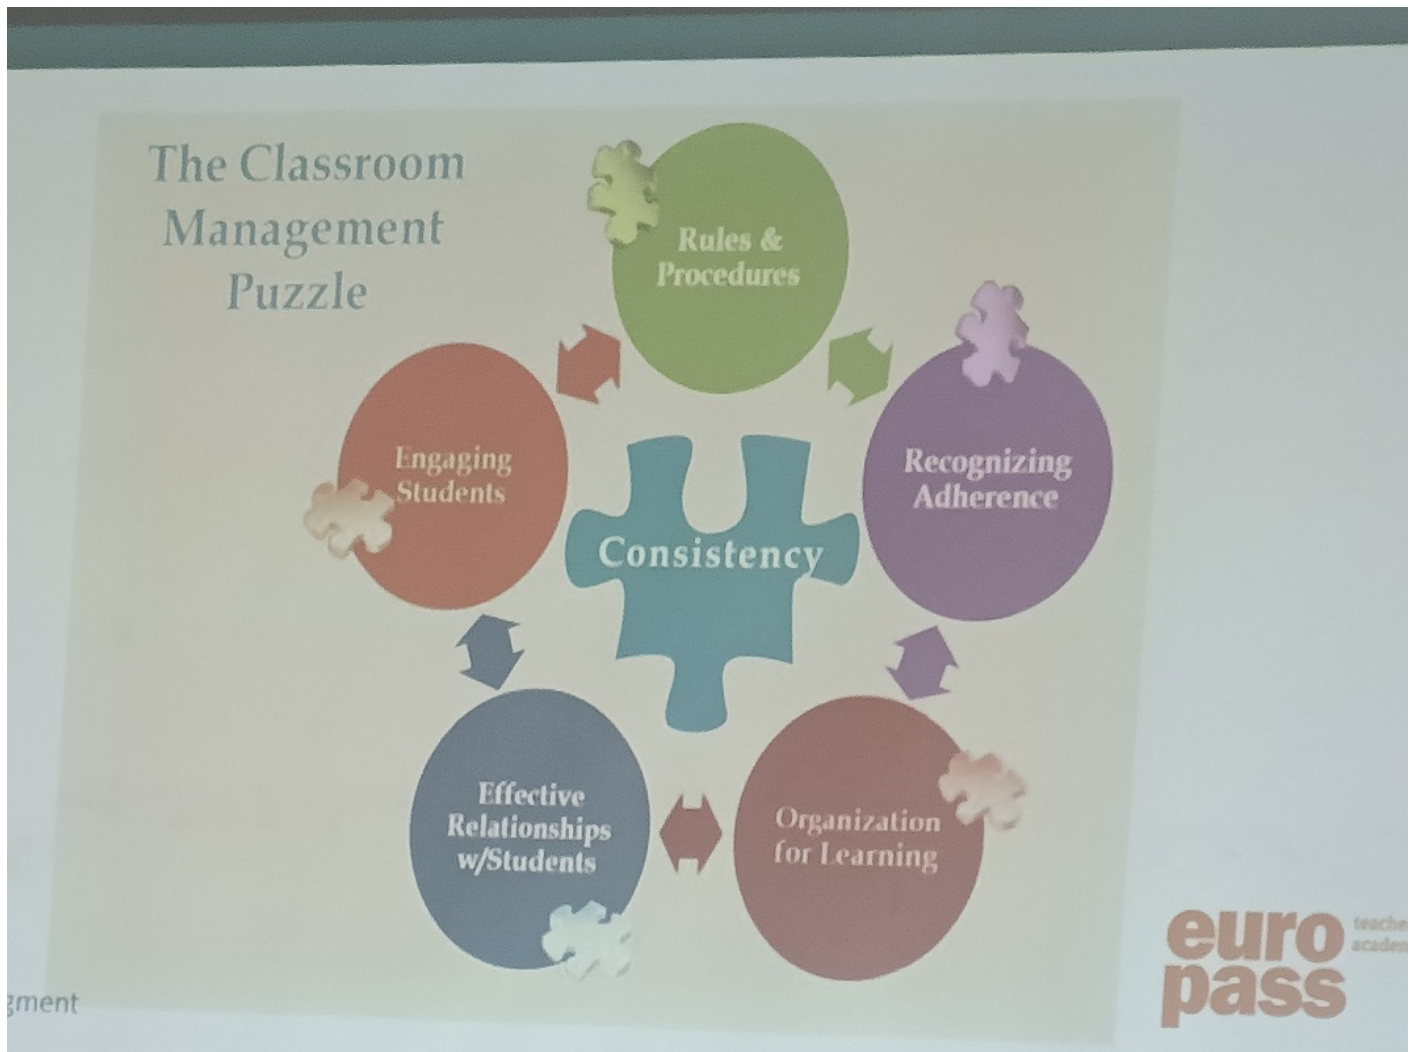 The Classroom
Management
Puzzle
Rules &
Procedures
Recognizing
Adherence
Engaging
Students
Consistency
Effective
Relationships
w/Students
Organization
for Learning
euro
pass